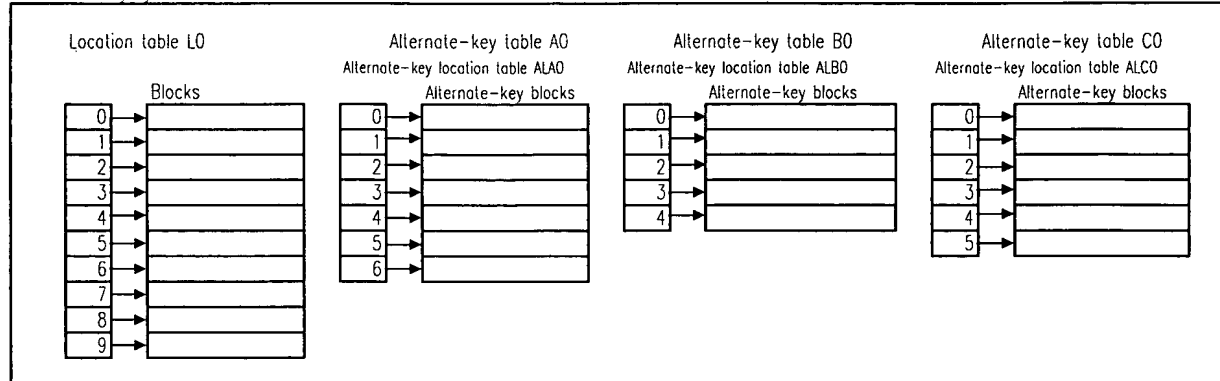 Location table L0
Blocks
0
1
2
3
4
5
6
7
8
9
Alternate-key table A0
Alternate-key location table ALA0
Alternate-key blocks
0
1
2
3
4
5
6
Alternate-key table B0
Alternate-key location table ALB0
Alternate-key blocks
0
1
2
3
4
Alternate-key table C0
Alternate-key location table ALC0
Alternate-key blocks
0
1
2
3
4
5